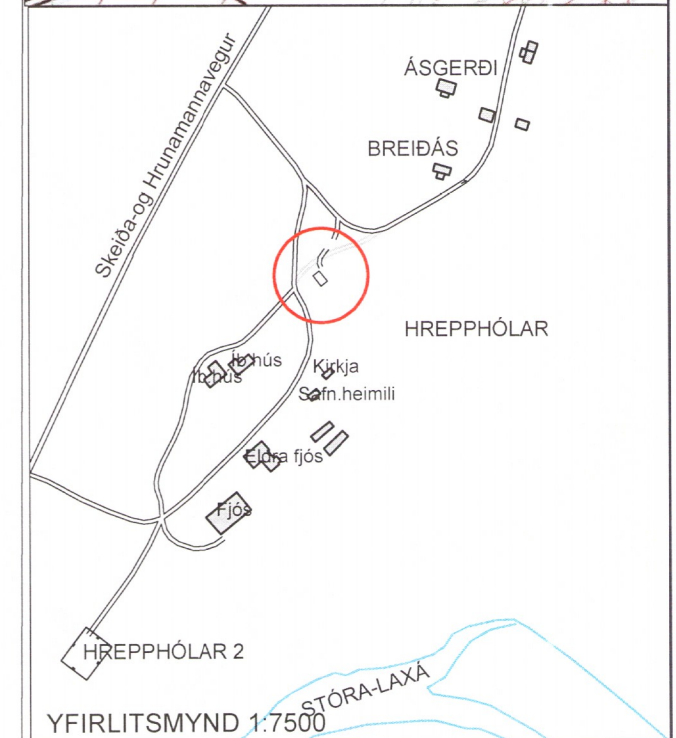 Skeiða-og Hrunamannavegur
ÁSGERÐI
BREIÐÁS
HREPPHÓLAR
Íb.hús
Íb.hús
Kirkja
Safn.heimili
Eldra fjós
Fjós
HREPPHÓLAR 2
STÓRA-LAXÁ
YFIRLITSMYND 1:7500